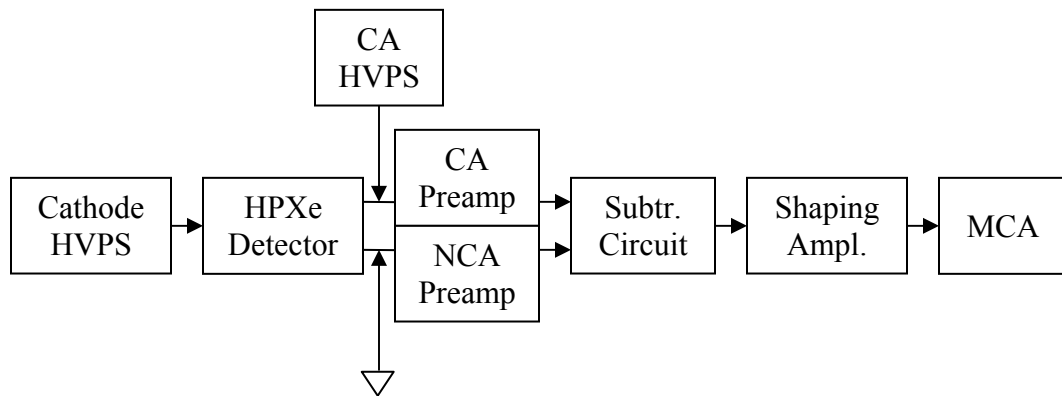 CA
HVPS
Cathode
HVPS
HPXe
Detector
CA
Preamp
NCA
Preamp
Subtr.
Circuit
Shaping
Ampl.
MCA